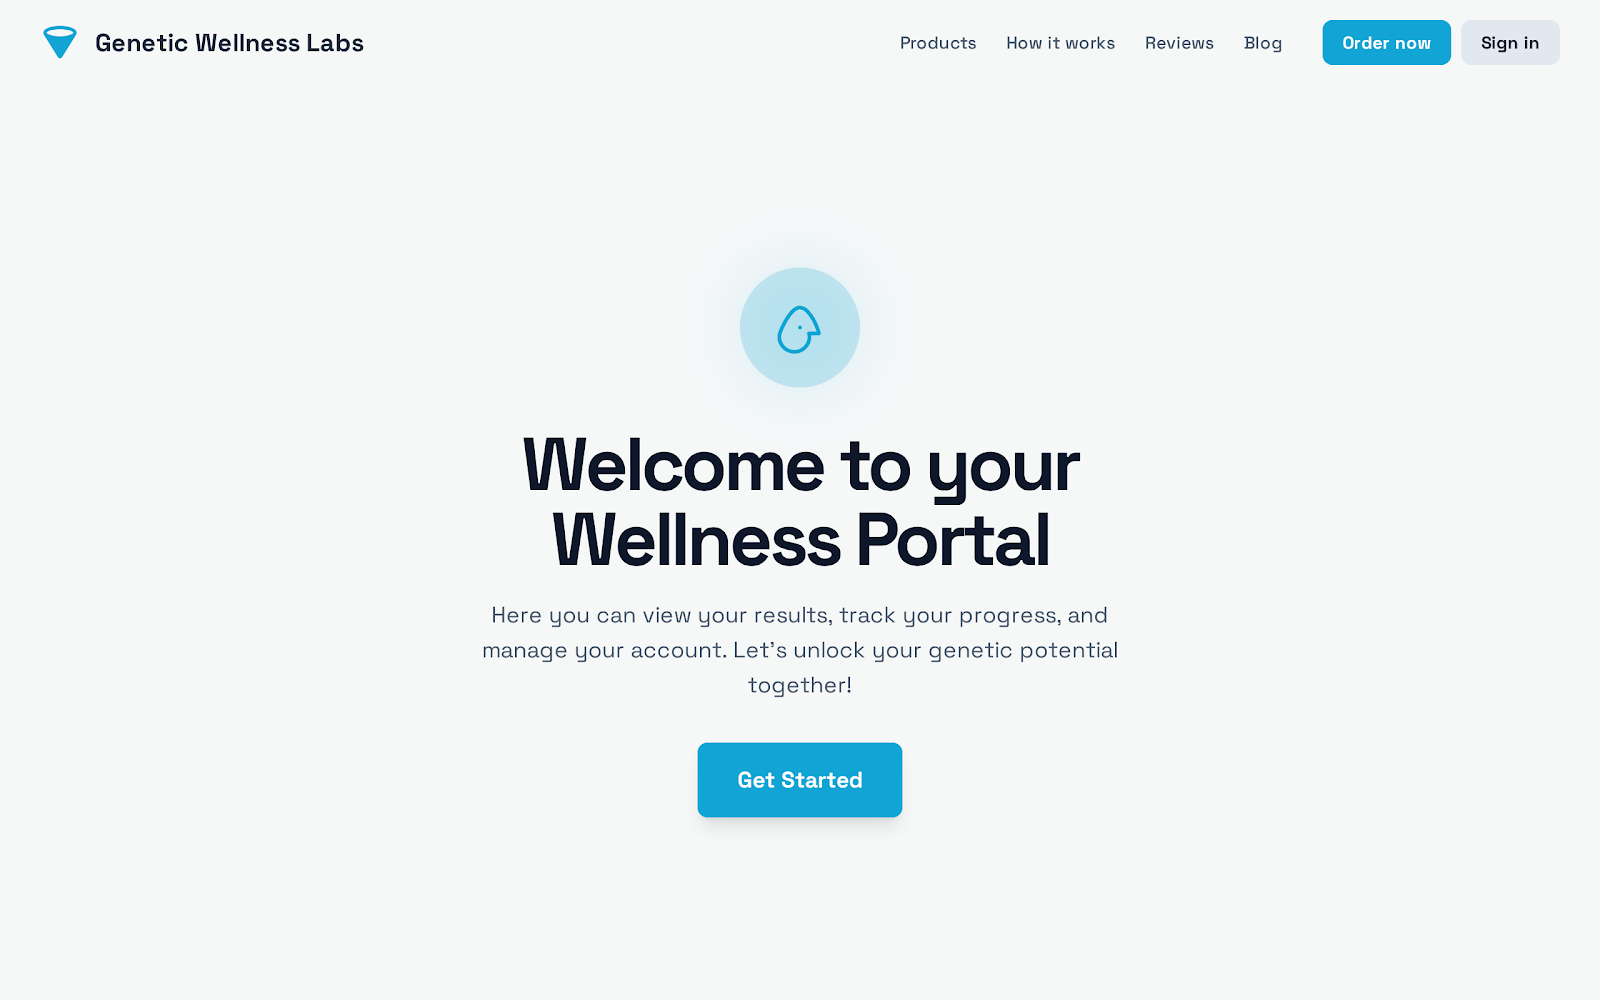 Genetic Wellness Labs
Products
How it works
Reviews
Blog
Order now
Sign in
Welcome to your
Wellness Portal
Here you can view your results, track your progress, and
manage your account. Let's unlock your genetic potential
together!
Get Started